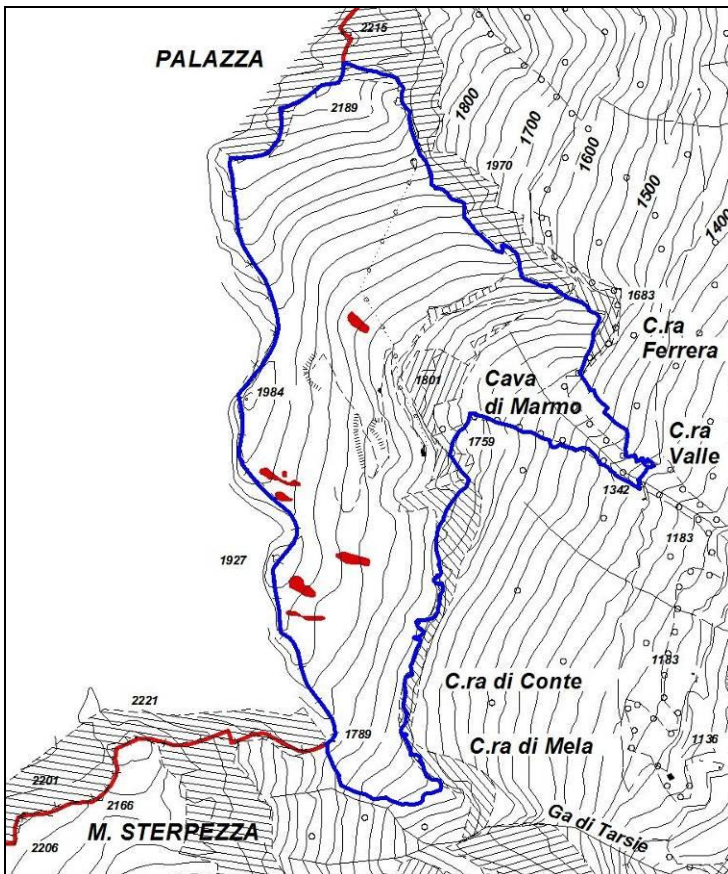 2215
PALAZZA
2189
1800
1700
1600
1500
1400
1970
1683
C.ra
Ferrera
1984
1801
Cava
di Marmo
1759
C.ra
Valle
1342
1183
1927
1183
C.ra di Conte
1136
2221
1789
C.ra di Mela
2201
2166
M. STERPEZZA
Ga di Tarsie
2206